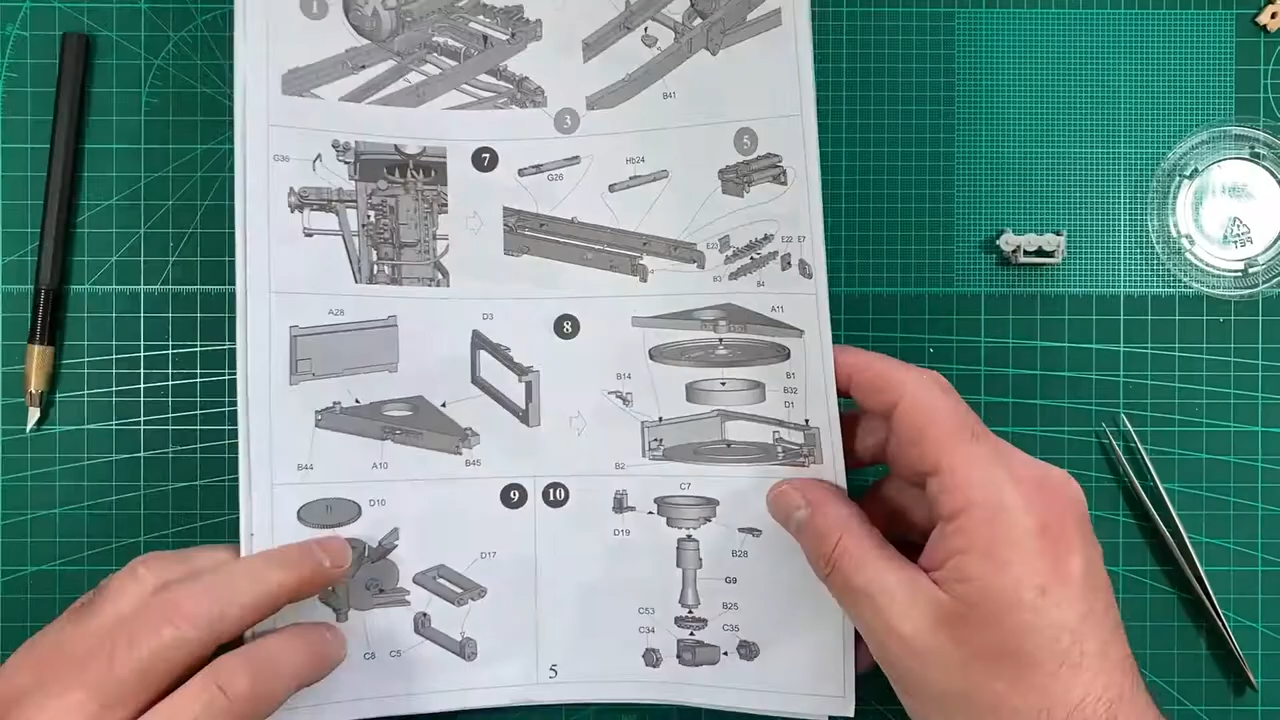 1
B41
3
G36
7
G26
Hb24
5
E23
E22
E7
B3
B4
A28
D3
8
A11
B14
B1
B32
D1
B44
A10
B45
B2
D10
9
10
C7
D17
D19
B28
G9
C53
B25
C34
C35
C6
C5
5
PET